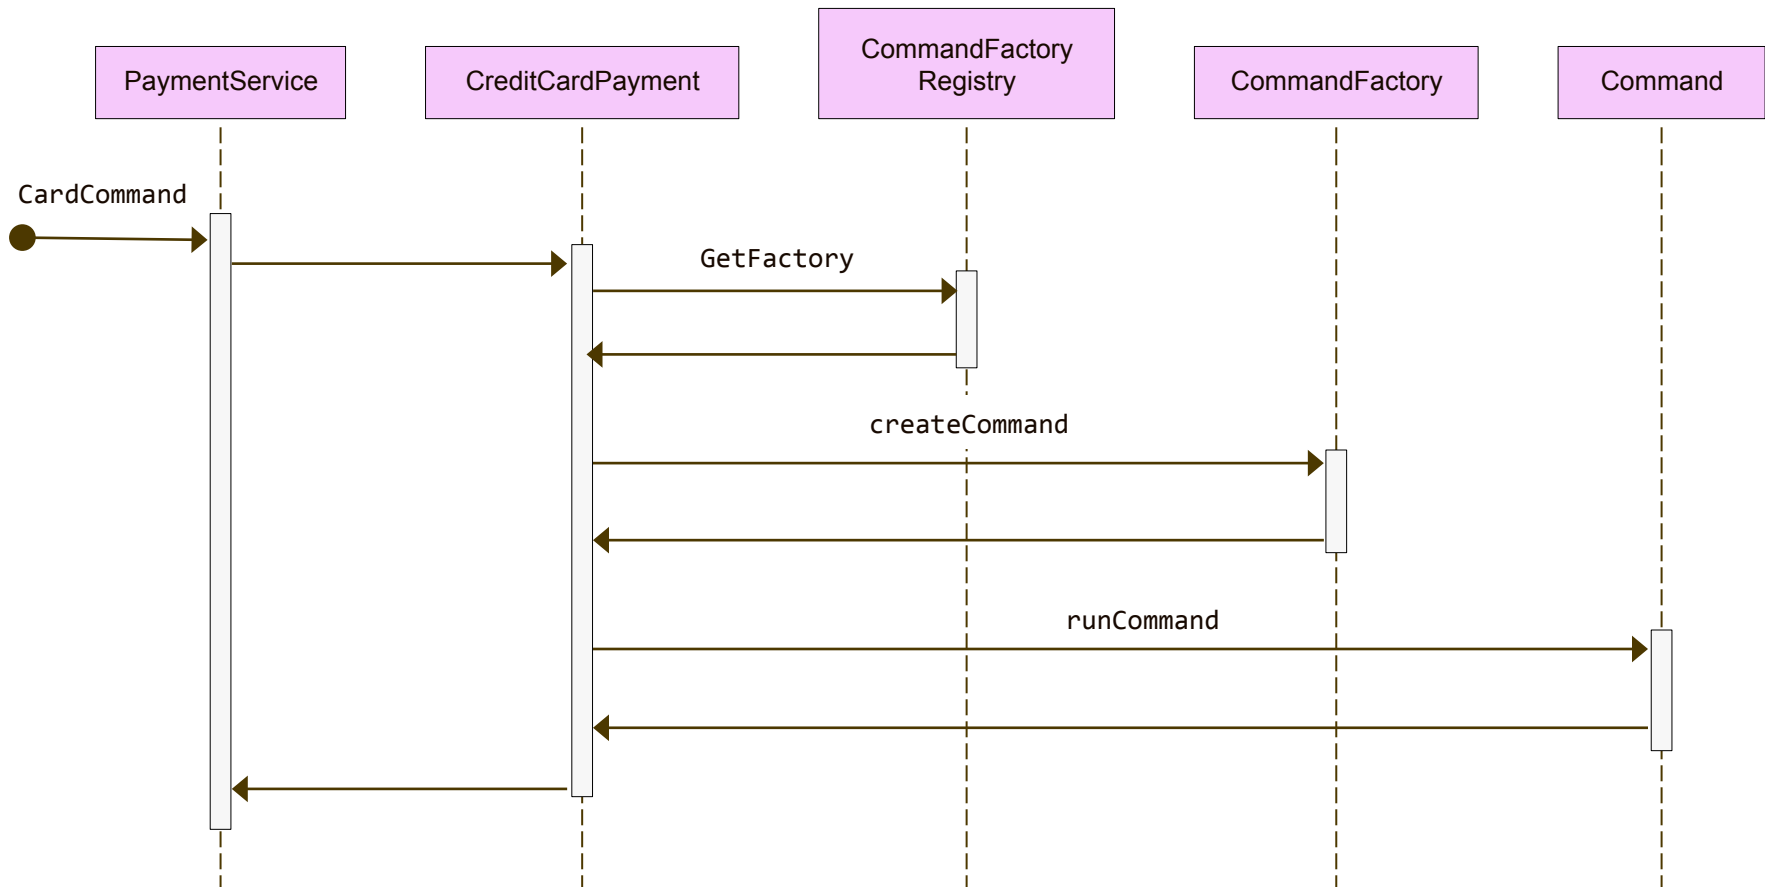 PaymentService
CreditCardPayment
CommandFactory
Registry
CommandFactory
Command
CardCommand
GetFactory
createCommand
runCommand